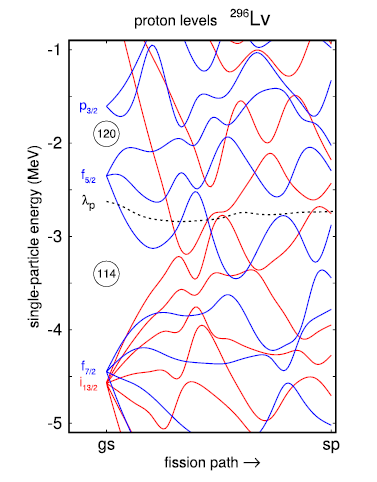 proton levels ²⁹⁶Lv
-1
p3/2
120
-2
f5/2
λp
single-particle energy (MeV)
-3
114
-4
f7/2
i13/2
-5
gs
sp
fission path →